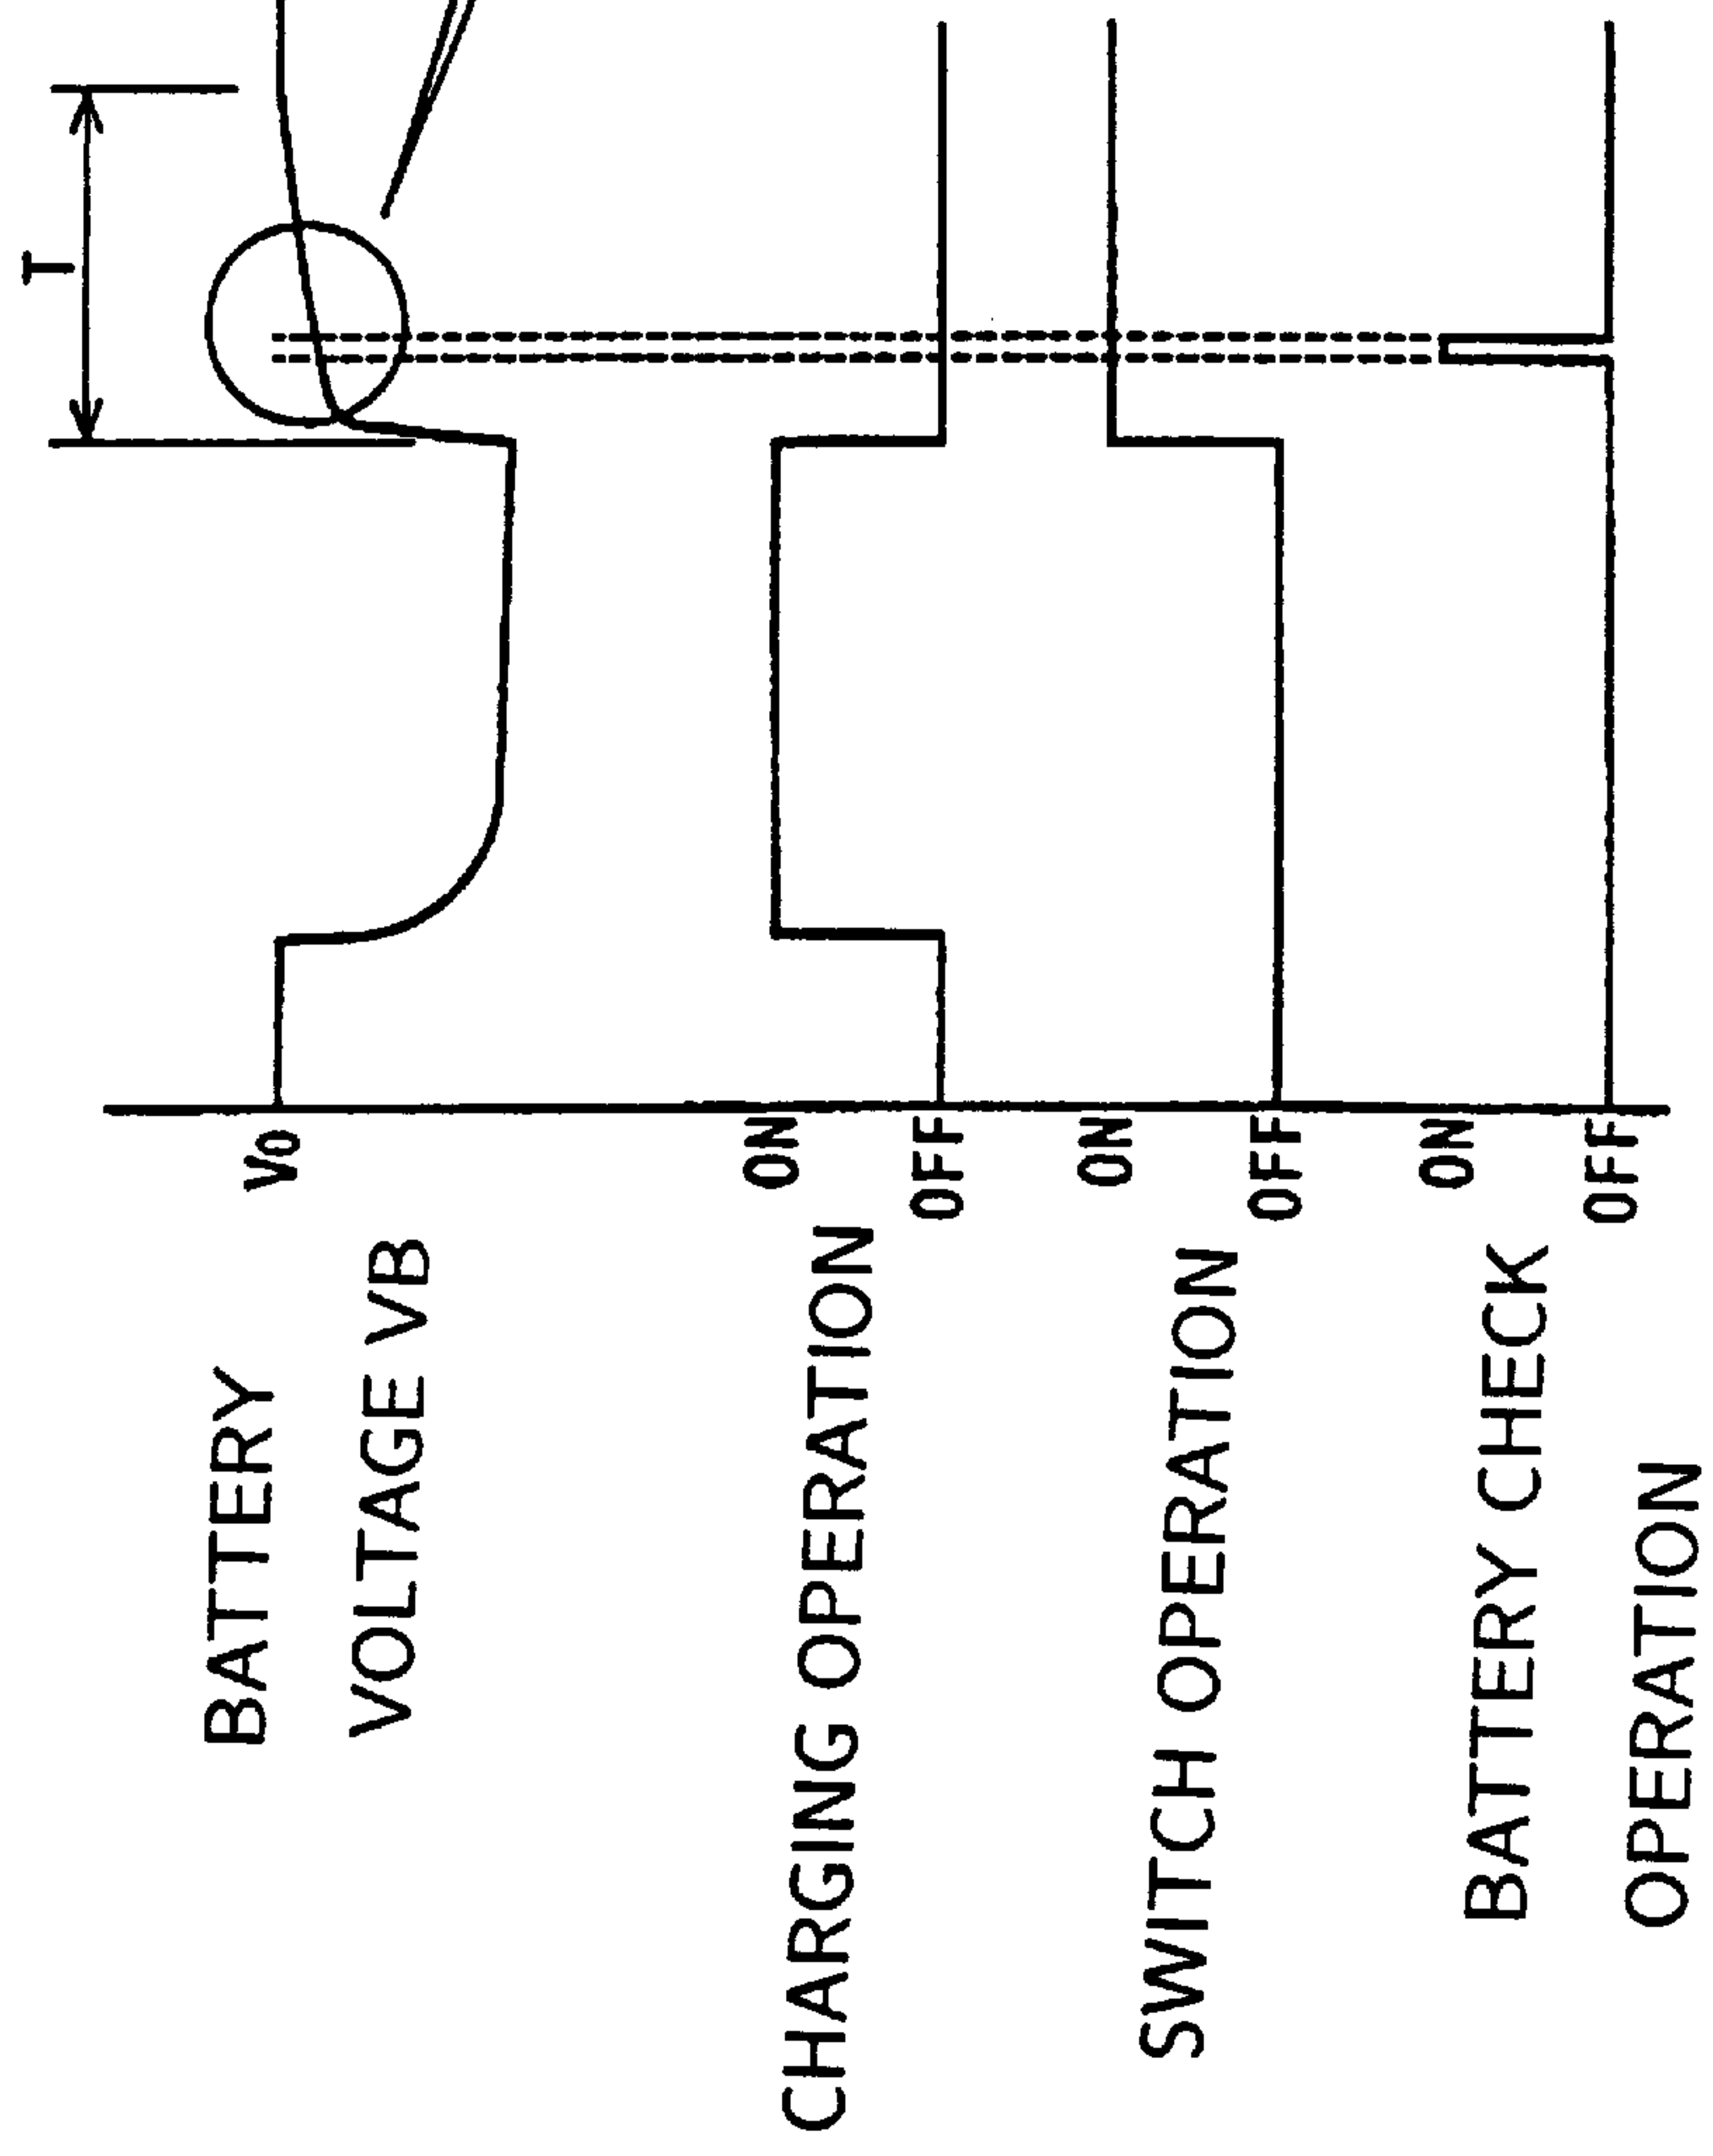 T
BATTERY
VOLTAGE VB
V0
CHARGING OPERATION
ON
OFF
SWITCH OPERATION
ON
OFF
BATTERY CHECK
OPERATION
ON
OFF